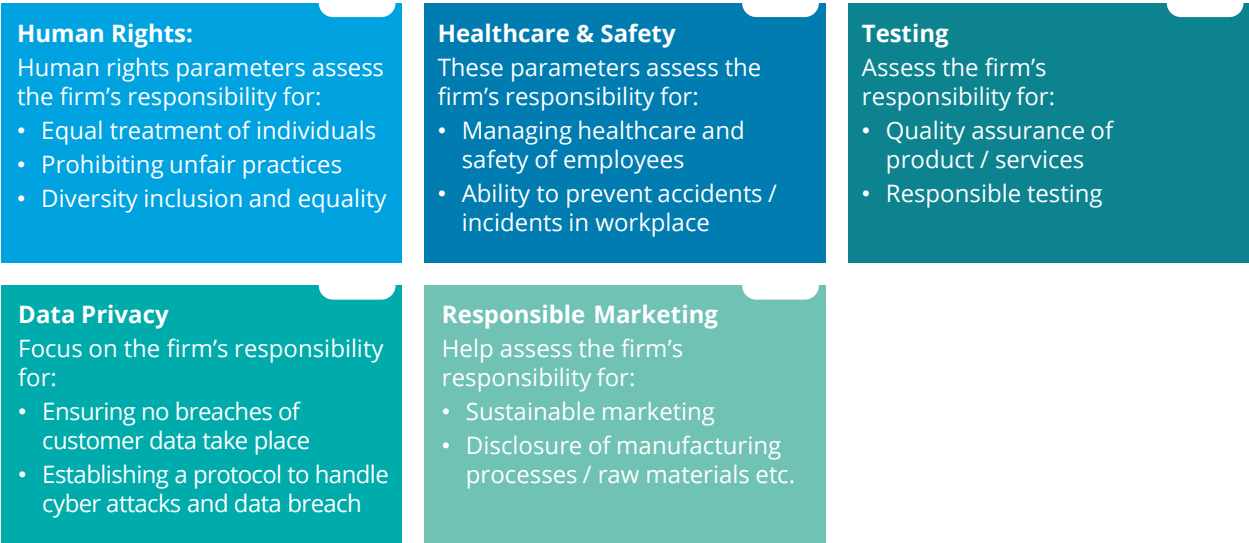 Human Rights:
Human rights parameters assess
the firm's responsibility for:
• Equal treatment of individuals
• Prohibiting unfair practices
• Diversity inclusion and equality
Healthcare & Safety
These parameters assess the
firm's responsibility for:
• Managing healthcare and
safety of employees
• Ability to prevent accidents /
incidents in workplace
Testing
Assess the firm's
responsibility for:
• Quality assurance of
product / services
• Responsible testing
Data Privacy
Focus on the firm's responsibility
for:
• Ensuring no breaches of
customer data take place
• Establishing a protocol to handle
cyber attacks and data breach
Responsible Marketing
Help assess the firm's
responsibility for:
• Sustainable marketing
• Disclosure of manufacturing
processes / raw materials etc.